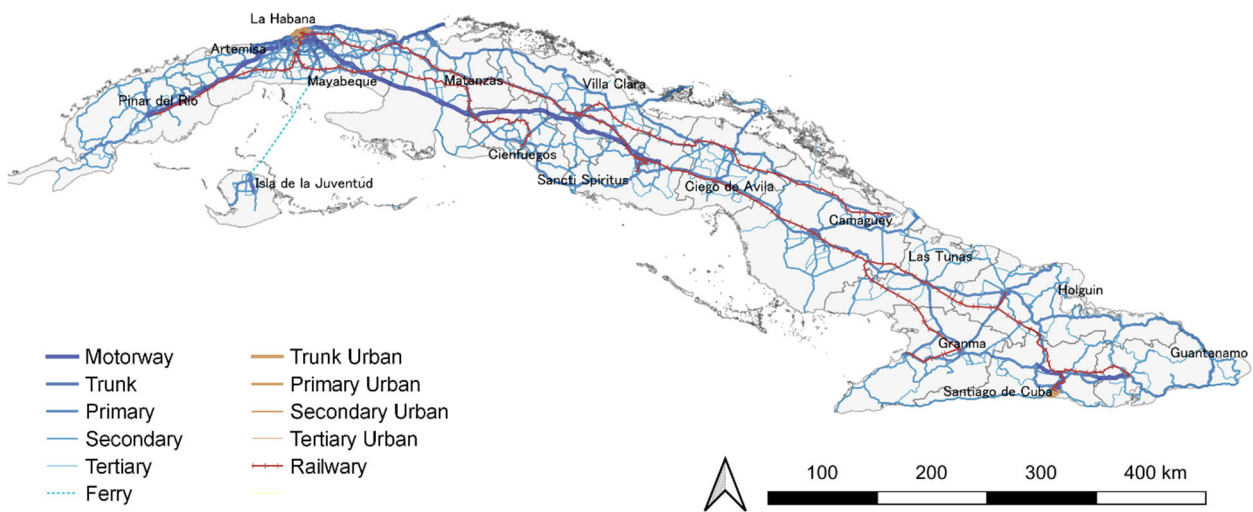 La Habana
Artemisa
Mayabeque
Matanzas
Villa Clara
Pinar del Rio
Cienfuegos
Isla de la Juventud
Sancti Spiritus
Ciego de Avila
Camaguey
Las Tunas
Holguin
Granma
Guantanamo
Santiago de Cuba
Motorway
Trunk
Primary
Secondary
Tertiary
Ferry
Trunk Urban
Primary Urban
Secondary Urban
Tertiary Urban
Railwary
100 200 300 400 km